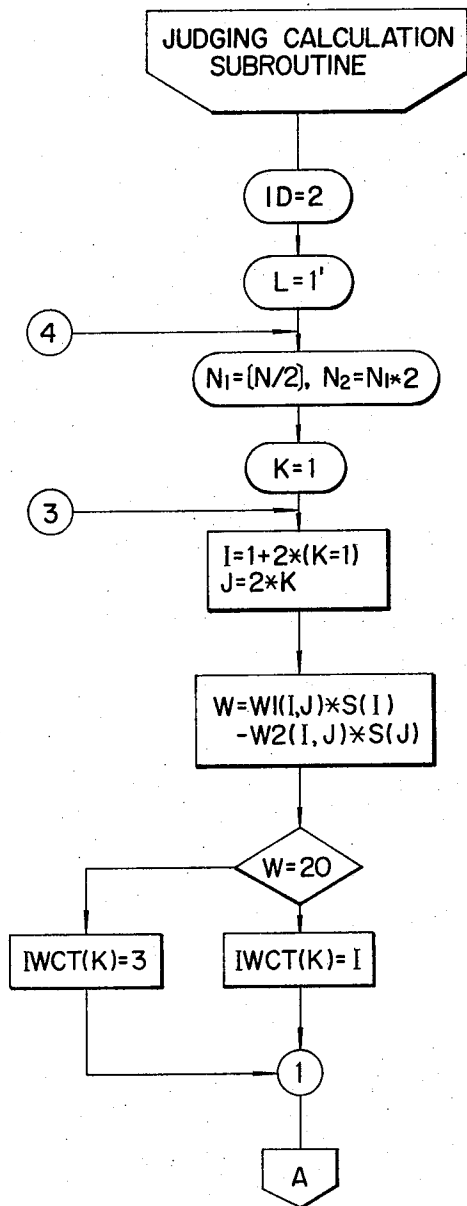 JUDGING CALCULATION
SUBROUTINE
ID=2
L=1'
4
N1=[N/2], N2=N1*2
K=1
3
I=1+2*(K=1)
J=2*K
W=W1(I,J)*S(I)
-W2(I,J)*S(J)
W=20
IWCT(K)=3
IWCT(K)=I
1
A